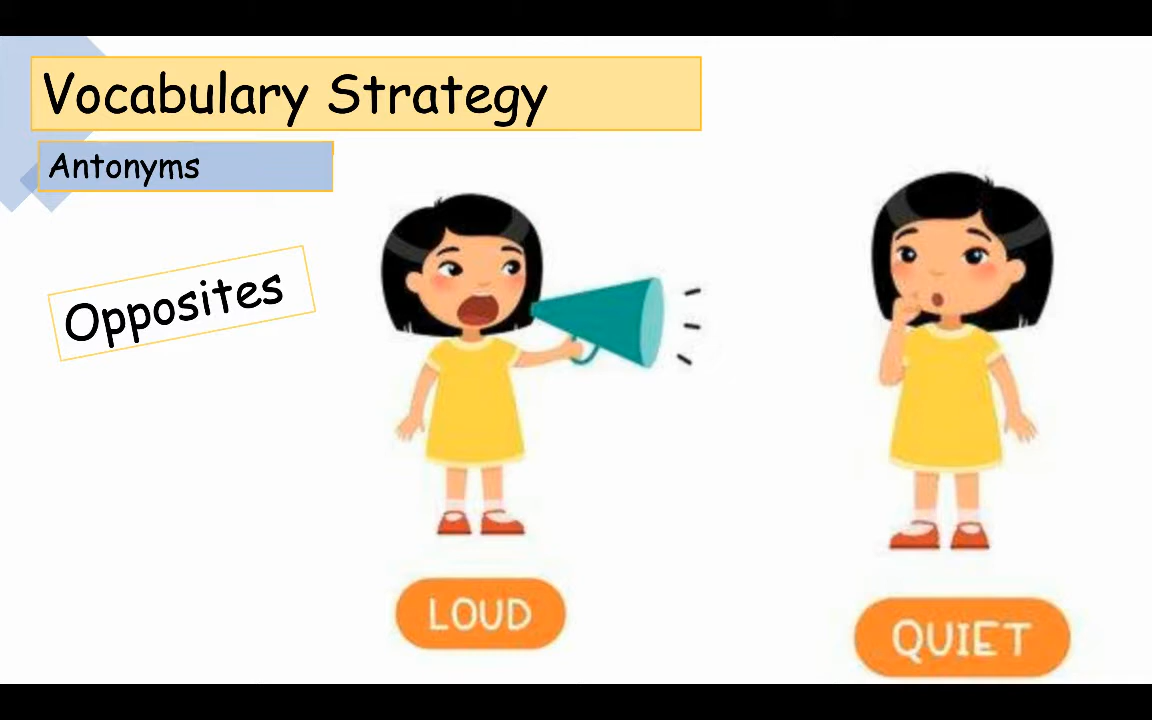 Vocabulary Strategy
Antonyms
Opposites
LOUD
QUIET